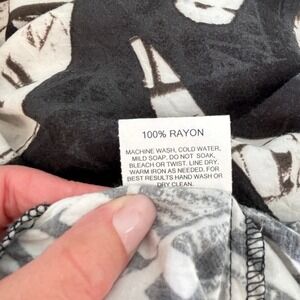 100% RAYON
MACHINE WASH, COLD WATER,
MILD SOAP. DO NOT SOAK,
BLEACH OR TWIST. LINE DRY,
WARM IRON AS NEEDED. FOR
BEST RESULTS HAND WASH OR
DRY CLEAN.